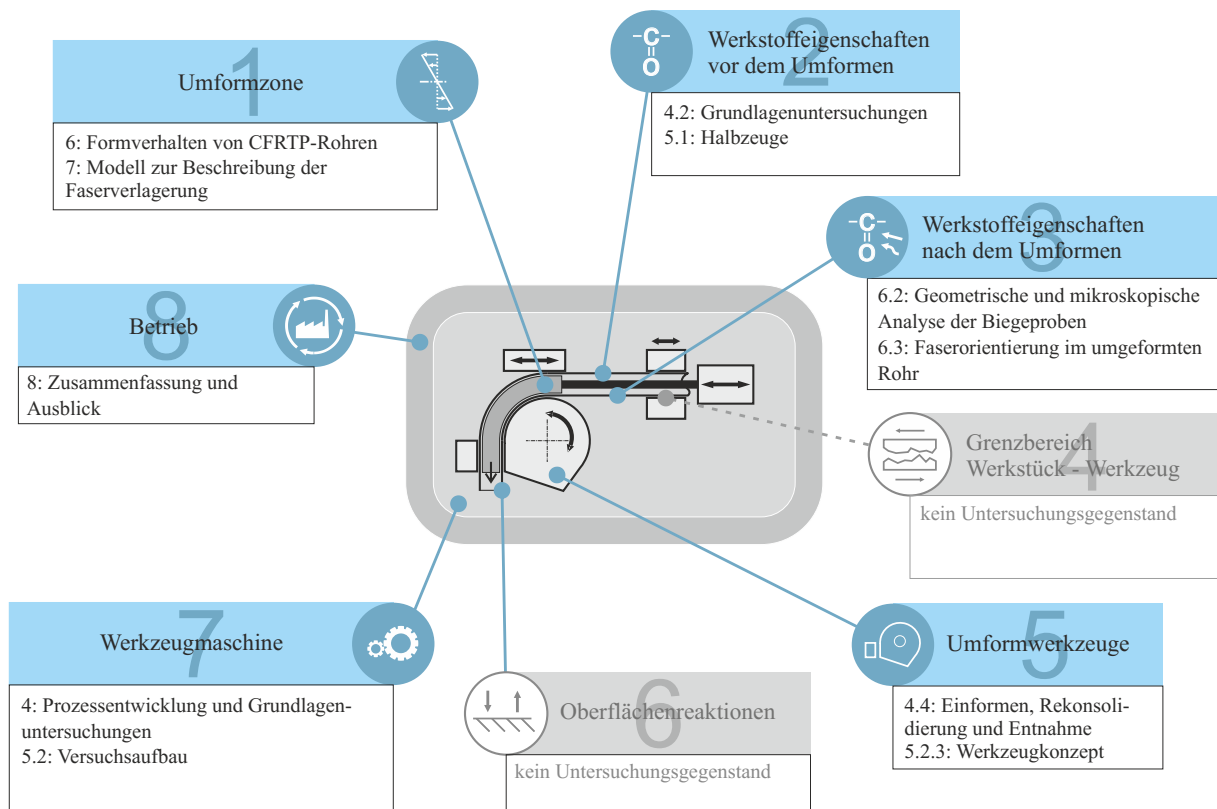 1
Umformzone
6: Formverhalten von CFRTP-Rohren
7: Modell zur Beschreibung der
Faserverlagerung
2
–C–
O
Werkstoffeigenschaften
vor dem Umformen
4.2: Grundlagenuntersuchungen
5.1: Halbzeuge
3
–C–
O
Werkstoffeigenschaften
nach dem Umformen
6.2: Geometrische und mikroskopische
Analyse der Biegeproben
6.3: Faserorientierung im umgeformten
Rohr
8
Betrieb
8: Zusammenfassung und
Ausblick
4
Grenzbereich
Werkstück - Werkzeug
kein Untersuchungsgegenstand
7
Werkzeugmaschine
4: Prozessentwicklung und Grundlagen-
untersuchungen
5.2: Versuchsaufbau
6
Oberflächenreaktionen
kein Untersuchungsgegenstand
5
Umformwerkzeuge
4.4: Einformen, Rekonsoli-
dierung und Entnahme
5.2.3: Werkzeugkonzept